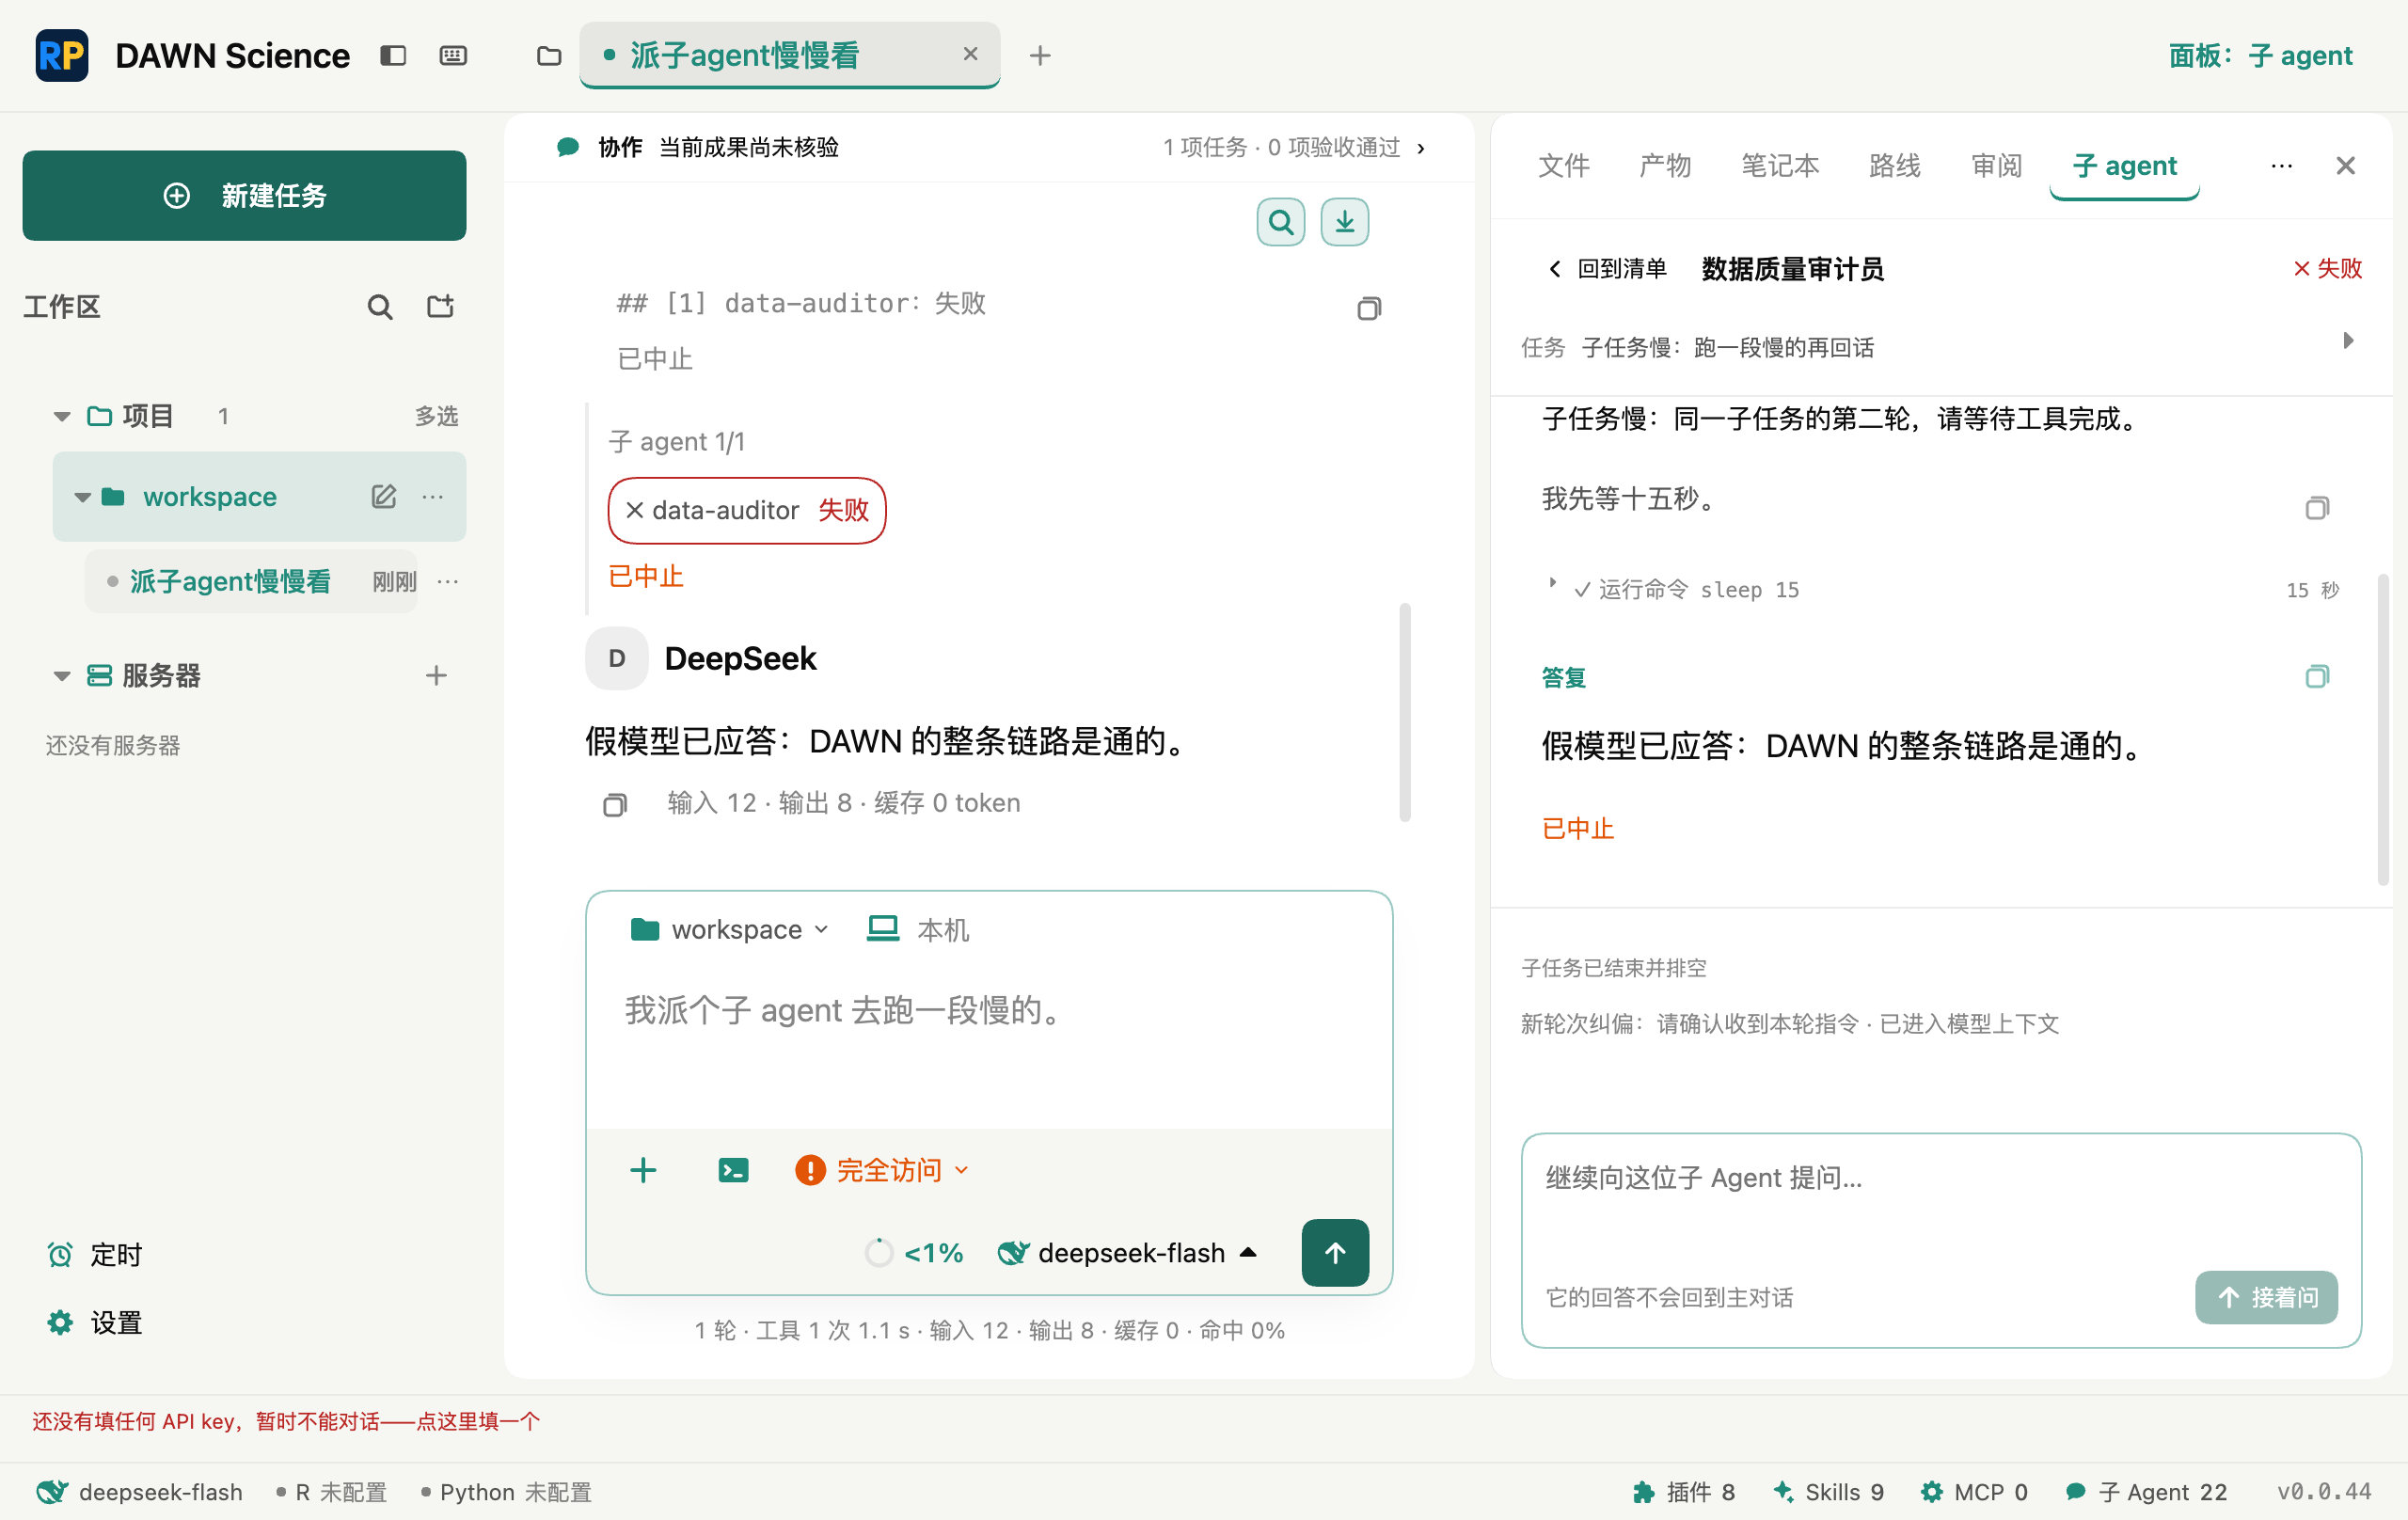 RP DAWN Science
派子agent慢慢看
面板：子 agent
新建任务
工作区
项目 1 多选
workspace
派子agent慢慢看 刚刚
服务器
还没有服务器
定时
设置
协作 当前成果尚未核验 1 项任务 · 0 项验收通过
## [1] data-auditor：失败
已中止
子 agent 1/1
data-auditor 失败
已中止
D DeepSeek
假模型已应答：DAWN 的整条链路是通的。
输入 12 · 输出 8 · 缓存 0 token
workspace 本机
我派个子 agent 去跑一段慢的。
完全访问
<1% deepseek-flash
1 轮 · 工具 1 次 1.1 s · 输入 12 · 输出 8 · 缓存 0 · 命中 0%
文件 产物 笔记本 路线 审阅 子 agent
回到清单 数据质量审计员 失败
任务 子任务慢：跑一段慢的再回话
子任务慢：同一子任务的第二轮，请等待工具完成。
我先等十五秒。
运行命令 sleep 15 15 秒
答复
假模型已应答：DAWN 的整条链路是通的。
已中止
子任务已结束并排空
新轮次纠偏：请确认收到本轮指令 · 已进入模型上下文
继续向这位子 Agent 提问...
它的回答不会回到主对话 接着问
还没有填任何 API key，暂时不能对话——点这里填一个
deepseek-flash R 未配置 Python 未配置 插件 8 Skills 9 MCP 0 子 Agent 22 v0.0.44